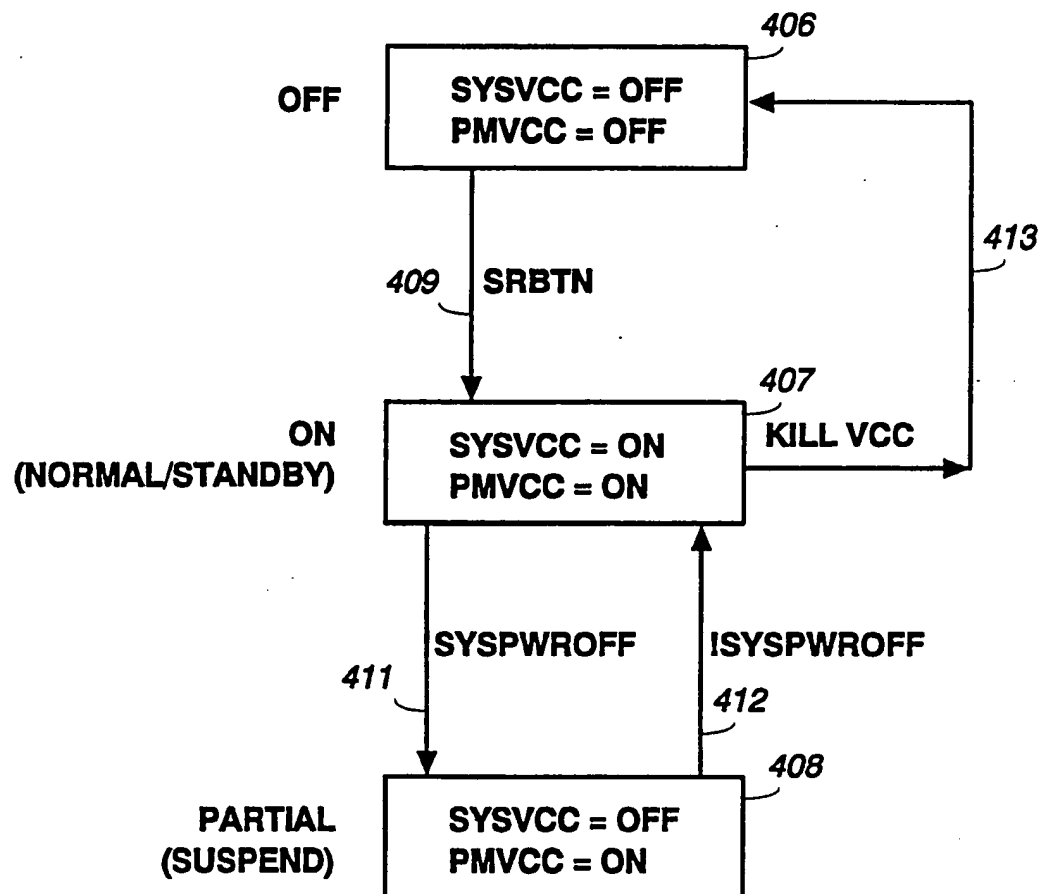 406
OFF
SYSVCC = OFF
PMVCC = OFF
413
409
SRBTN
407
ON
(NORMAL/STANDBY)
SYSVCC = ON
PMVCC = ON
KILL VCC
SYSPWROFF
!SYSPWROFF
411
412
408
PARTIAL
(SUSPEND)
SYSVCC = OFF
PMVCC = ON